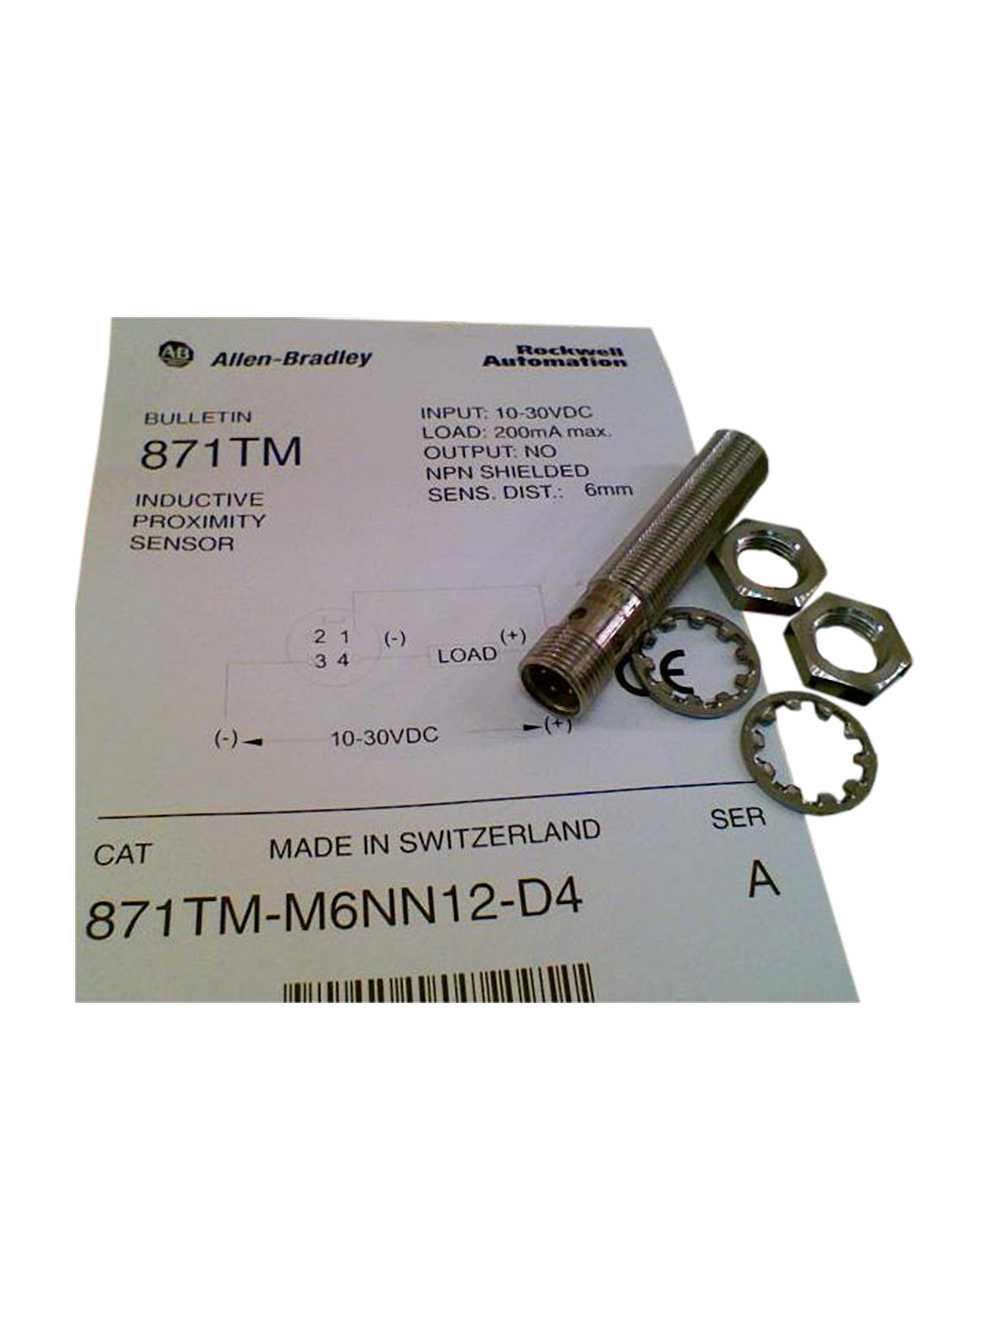 AB Allen-Bradley
Rockwell
Automation
BULLETIN
871TM
INDUCTIVE
PROXIMITY
SENSOR
INPUT: 10-30VDC
LOAD: 200mA max.
OUTPUT: NO
NPN SHIELDED
SENS. DIST.: 6mm
2 1
3 4
(-)
LOAD
(+)
(-) 10-30VDC (+)
CE
CAT MADE IN SWITZERLAND SER
871TM-M6NN12-D4 A